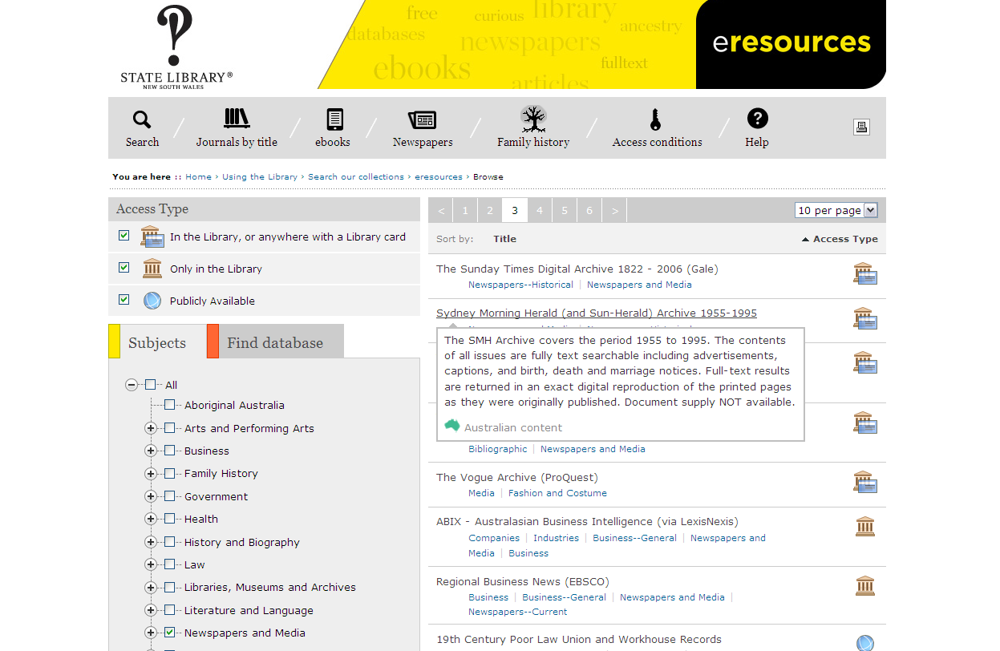 free
curious
library
databases
ancestry
newspapers
ebooks
fulltext
articles
eresources
STATE LIBRARY®
NEW SOUTH WALES
Search
Journals by title
ebooks
Newspapers
Family history
Access conditions
Help
You are here :: Home › Using the Library › Search our collections › eresources › Browse
Access Type
In the Library, or anywhere with a Library card
Only in the Library
Publicly Available
Subjects
Find database
All
Aboriginal Australia
Arts and Performing Arts
Business
Family History
Government
Health
History and Biography
Law
Libraries, Museums and Archives
Literature and Language
Newspapers and Media
< 1 2 3 4 5 6 >
10 per page
Sort by: Title Access Type
The Sunday Times Digital Archive 1822 - 2006 (Gale)
Newspapers--Historical | Newspapers and Media
Sydney Morning Herald (and Sun-Herald) Archive 1955-1995
The SMH Archive covers the period 1955 to 1995. The contents
of all issues are fully text searchable including advertisements,
captions, and birth, death and marriage notices. Full-text results
are returned in an exact digital reproduction of the printed pages
as they were originally published. Document supply NOT available.
Australian content
Bibliographic | Newspapers and Media
The Vogue Archive (ProQuest)
Media | Fashion and Costume
ABIX - Australasian Business Intelligence (via LexisNexis)
Companies | Industries | Business--General | Newspapers and
Media | Business
Regional Business News (EBSCO)
Business | Business--General | Newspapers and Media |
Newspapers--Current
19th Century Poor Law Union and Workhouse Records